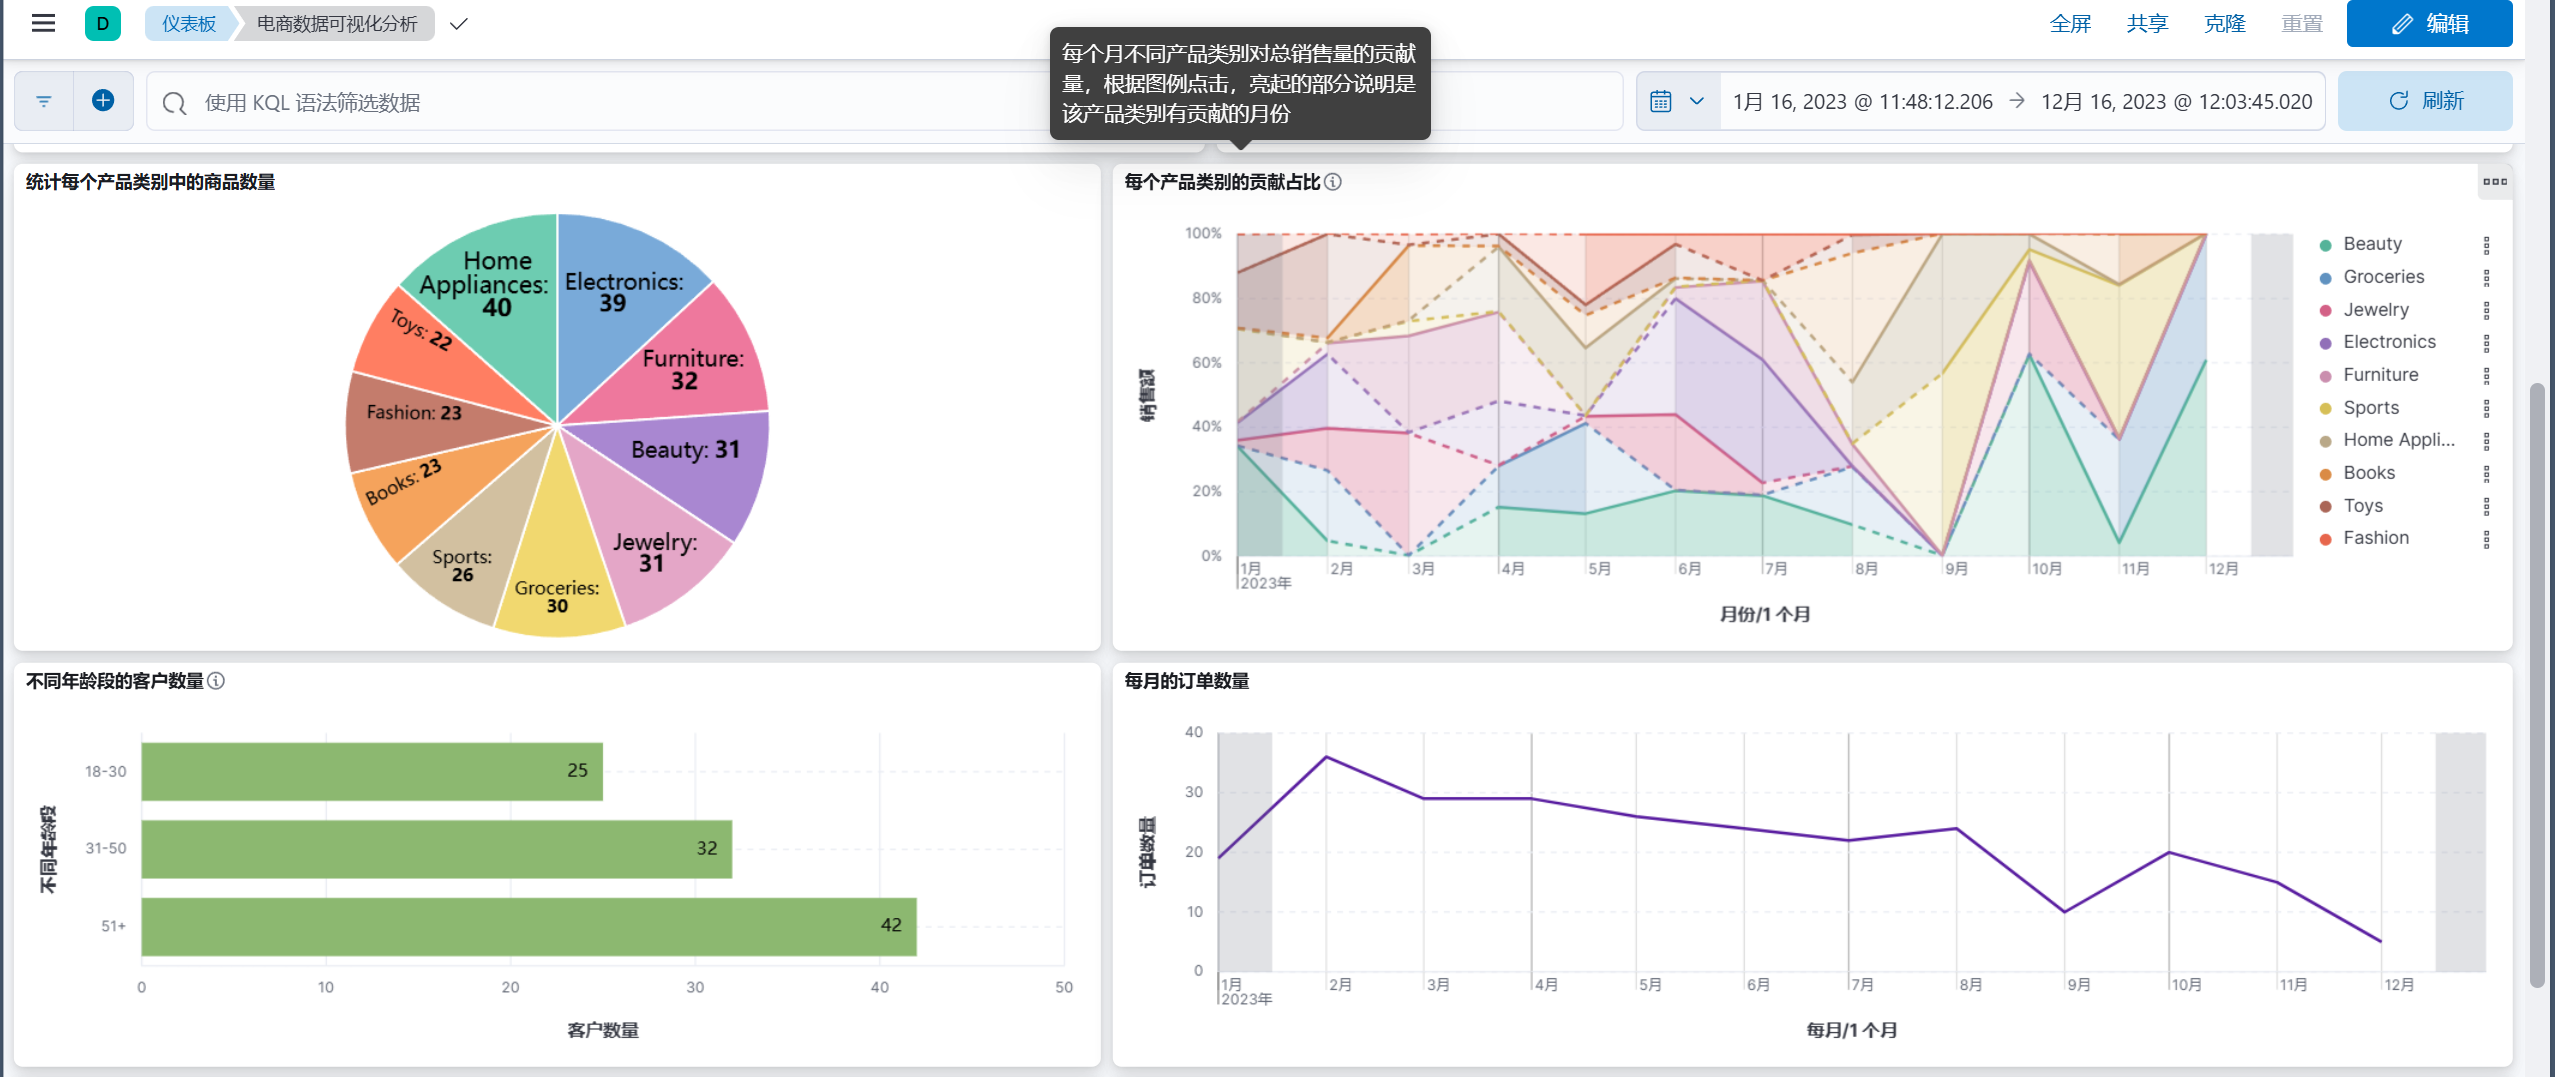 D
仪表板
电商数据可视化分析
全屏
共享
克隆
重置
编辑
每个月不同产品类别对总销售量的贡献
量，根据图例点击，亮起的部分说明是
该产品类别有贡献的月份
使用 KQL 语法筛选数据
1月 16, 2023 @ 11:48:12.206
12月 16, 2023 @ 12:03:45.020
刷新
统计每个产品类别中的商品数量
Home
Appliances:
40
Electronics:
39
Furniture:
32
Beauty: 31
Jewelry:
31
Groceries:
30
Sports:
26
Books: 23
Fashion: 23
Toys: 22
每个产品类别的贡献占比
销售额
100%
80%
60%
40%
20%
0%
1月
2023年
2月
3月
4月
5月
6月
7月
8月
9月
10月
11月
12月
月份/1 个月
Beauty
Groceries
Jewelry
Electronics
Furniture
Sports
Home Appli...
Books
Toys
Fashion
不同年龄段的客户数量
不同年龄段
18-30
25
31-50
32
51+
42
0
10
20
30
40
50
客户数量
每月的订单数量
订单数量
40
30
20
10
0
1月
2023年
2月
3月
4月
5月
6月
7月
8月
9月
10月
11月
12月
每月/1 个月